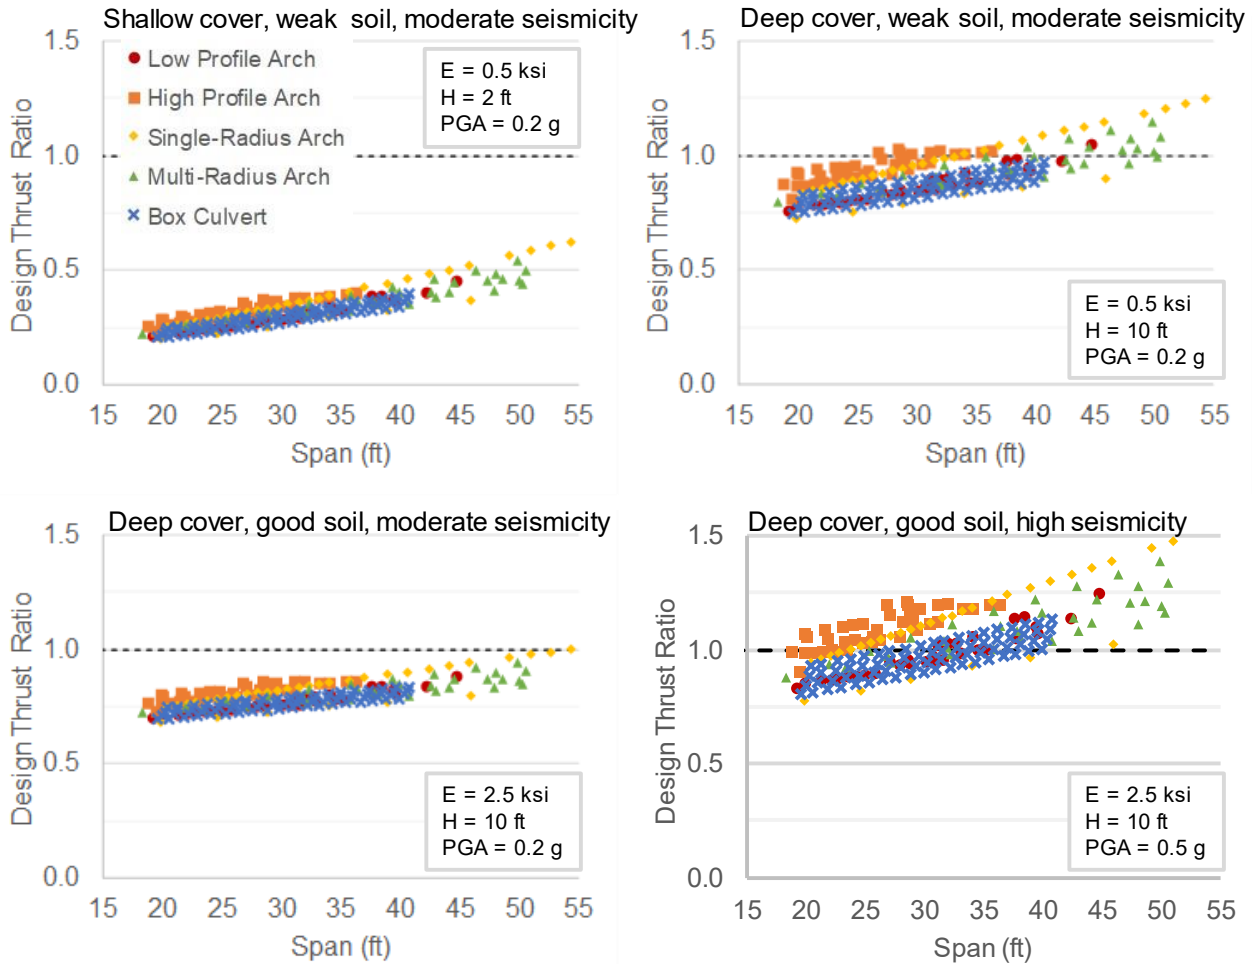 Shallow cover, weak soil, moderate seismicity
1.5
1.0
0.5
0.0
Design Thrust Ratio
Low Profile Arch
High Profile Arch
Single-Radius Arch
Multi-Radius Arch
Box Culvert
E = 0.5 ksi
H = 2 ft
PGA = 0.2 g
15 20 25 30 35 40 45 50 55
Span (ft)
Deep cover, weak soil, moderate seismicity
1.5
1.0
0.5
0.0
Design Thrust Ratio
E = 0.5 ksi
H = 10 ft
PGA = 0.2 g
15 20 25 30 35 40 45 50 55
Span (ft)
Deep cover, good soil, moderate seismicity
1.5
1.0
0.5
0.0
Design Thrust Ratio
E = 2.5 ksi
H = 10 ft
PGA = 0.2 g
15 20 25 30 35 40 45 50 55
Span (ft)
Deep cover, good soil, high seismicity
1.5
1.0
0.5
0.0
Design Thrust Ratio
E = 2.5 ksi
H = 10 ft
PGA = 0.5 g
15 20 25 30 35 40 45 50 55
Span (ft)